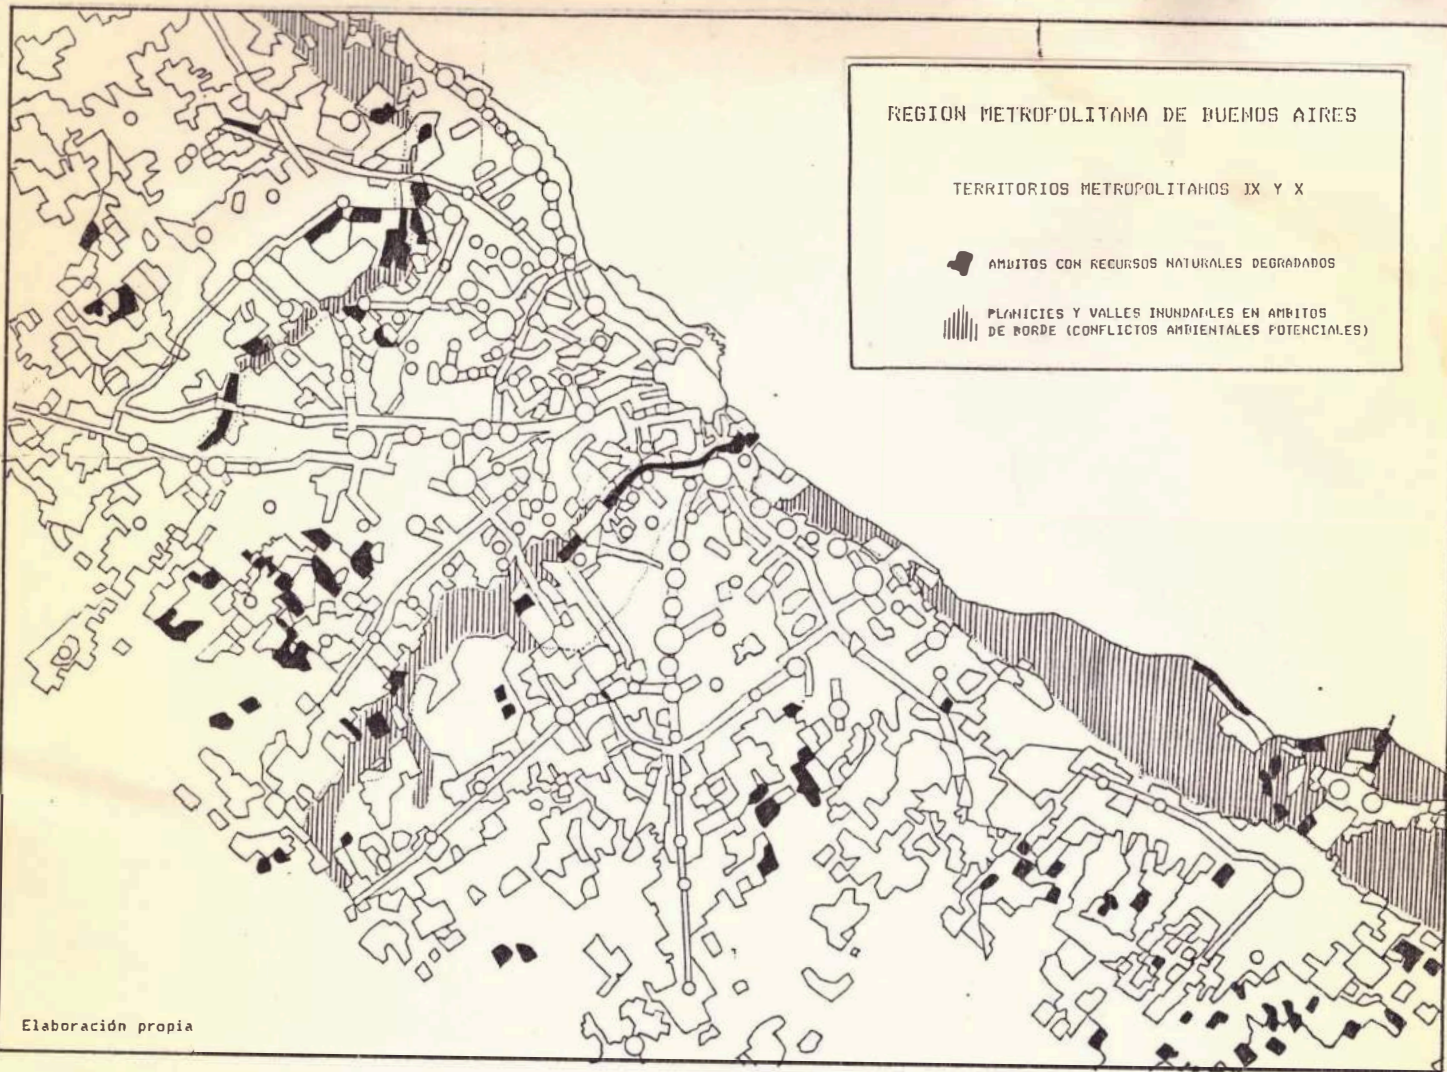 REGION METROPOLITANA DE BUENOS AIRES
TERRITORIOS METROPOLITANOS IX Y X
AMBITOS CON RECURSOS NATURALES DEGRADADOS
PLANICIES Y VALLES INUNDABLES EN AMBITOS
DE BORDE (CONFLICTOS AMBIENTALES POTENCIALES)
Elaboración propia